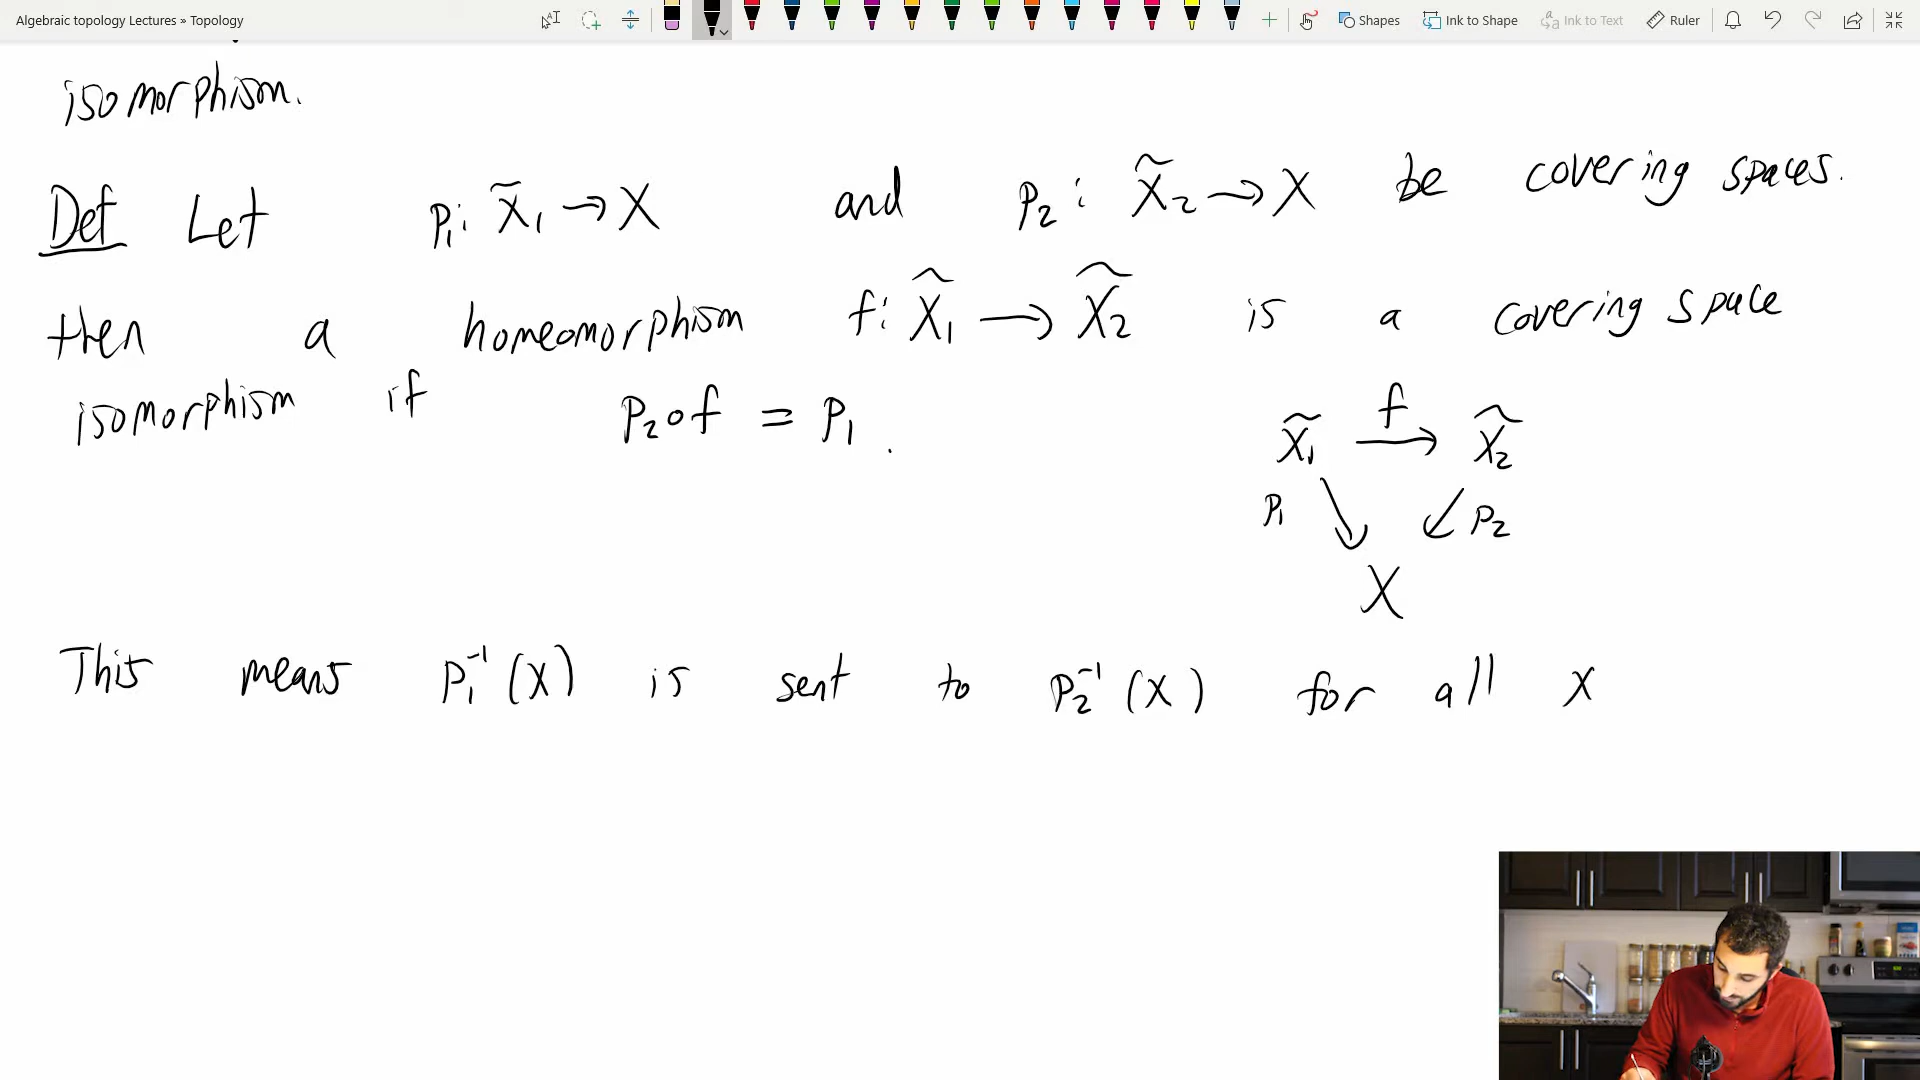 Algebraic topology Lectures » Topology
Shapes Ink to Shape Ink to Text Ruler
isomorphism.
Def Let p₁: X̃₁ → X and p₂: X̃₂ → X be covering spaces.
then a homeomorphism f: X̃₁ → X̃₂ is a covering space
isomorphism if p₂∘f = p₁.
X̃₁ f→ X̃₂
p₁ ↘ ↙ p₂
X
This means p₁⁻¹(x) is sent to p₂⁻¹(x) for all x